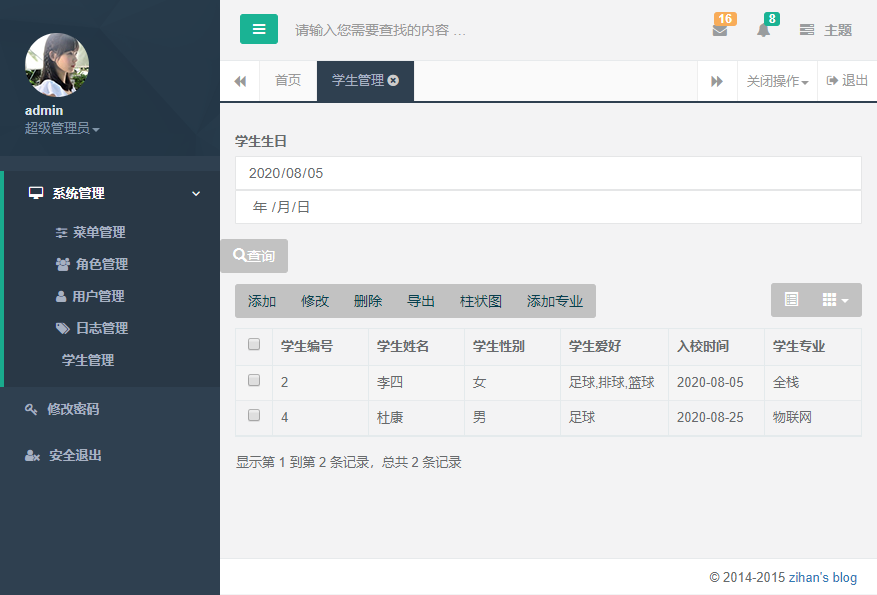 admin
超级管理员
系统管理
菜单管理
角色管理
用户管理
日志管理
学生管理
修改密码
安全退出
请输入您需要查找的内容 …
16
8
主题
首页
学生管理
关闭操作
退出
学生生日
2020/08/05
年 /月/日
查询
添加 修改 删除 导出 柱状图 添加专业
学生编号 学生姓名 学生性别 学生爱好 入校时间 学生专业
2 李四 女 足球,排球,篮球 2020-08-05 全栈
4 杜康 男 足球 2020-08-25 物联网
显示第 1 到第 2 条记录，总共 2 条记录
© 2014-2015 zihan's blog